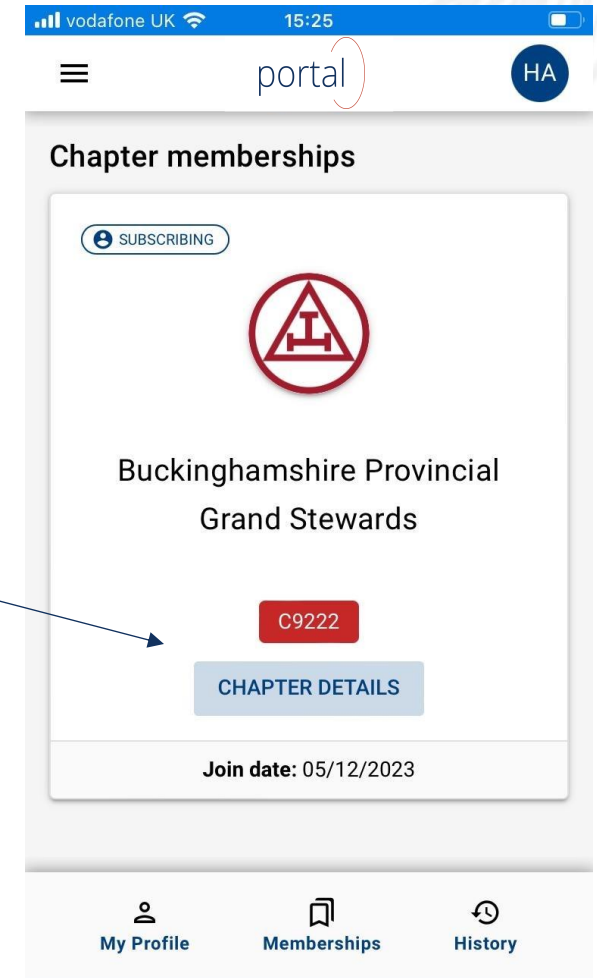 vodafone UK 15:25
portal HA
Chapter memberships
SUBSCRIBING
Buckinghamshire Provincial
Grand Stewards
C9222
CHAPTER DETAILS
Join date: 05/12/2023
My Profile Memberships History